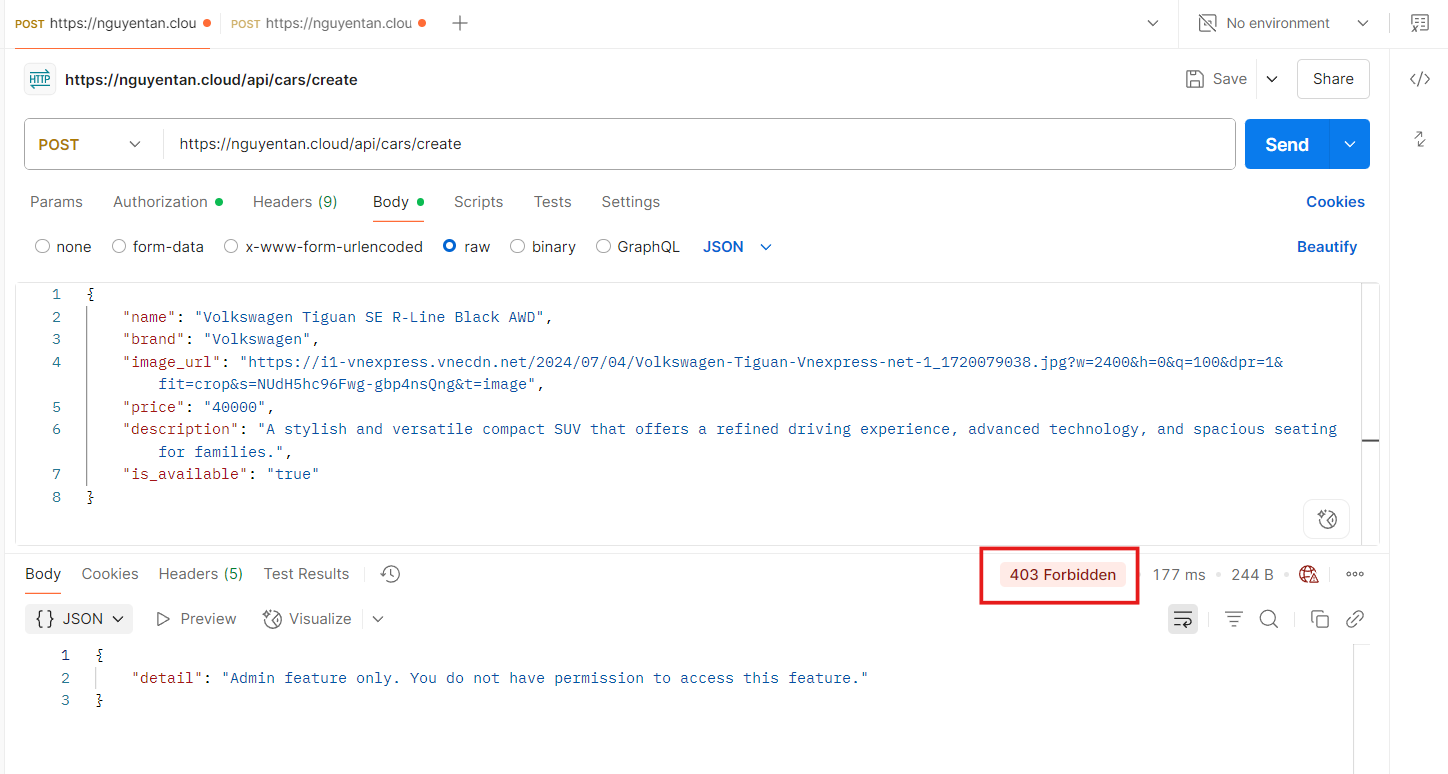 POST https://nguyentan.clou POST https://nguyentan.clou No environment
HTTP https://nguyentan.cloud/api/cars/create Save Share
POST https://nguyentan.cloud/api/cars/create Send
Params Authorization Headers (9) Body Scripts Tests Settings Cookies
none form-data x-www-form-urlencoded raw binary GraphQL JSON Beautify
1 {
2 "name": "Volkswagen Tiguan SE R-Line Black AWD",
3 "brand": "Volkswagen",
4 "image_url": "https://i1-vnexpress.vnecdn.net/2024/07/04/Volkswagen-Tiguan-Vnexpress-net-1_1720079038.jpg?w=2400&h=0&q=100&dpr=1&
fit=crop&s=NUdH5hc96Fwg-gbp4nsQng&t=image",
5 "price": "40000",
6 "description": "A stylish and versatile compact SUV that offers a refined driving experience, advanced technology, and spacious seating
for families.",
7 "is_available": "true"
8 }
Body Cookies Headers (5) Test Results 403 Forbidden 177 ms 244 B
{} JSON Preview Visualize
1 {
2 "detail": "Admin feature only. You do not have permission to access this feature."
3 }